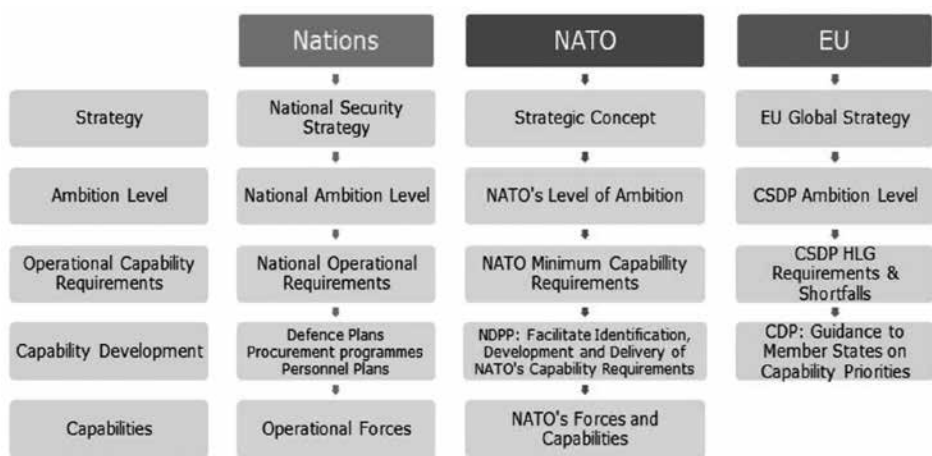 Nations
NATO
EU
Strategy
National Security
Strategy
Strategic Concept
EU Global Strategy
Ambition Level
National Ambition Level
NATO's Level of Ambition
CSDP Ambition Level
Operational Capability
Requirements
National Operational
Requirements
NATO Minimum Capabillity
Requirements
CSDP HLG
Requirements &
Shortfalls
Capability Development
Defence Plans
Procurement programmes
Personnel Plans
NDPP: Facilitate Identification,
Development and Delivery of
NATO's Capability Requirements
CDP: Guidance to
Member States on
Capability Priorities
Capabilities
Operational Forces
NATO's Forces and
Capabilities